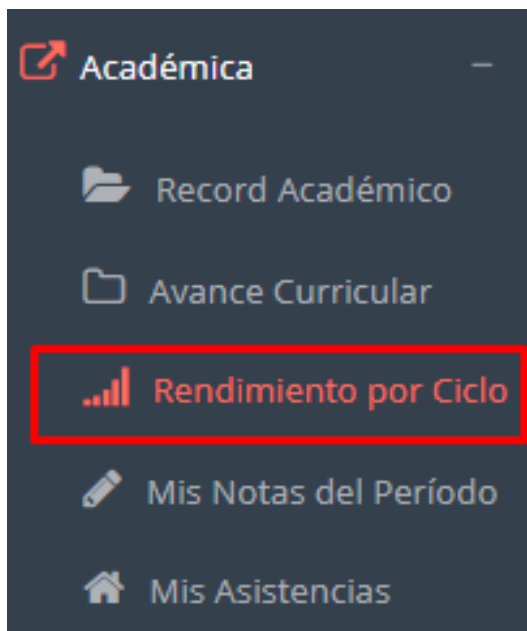 Académica
Record Académico
Avance Curricular
Rendimiento por Ciclo
Mis Notas del Período
Mis Asistencias